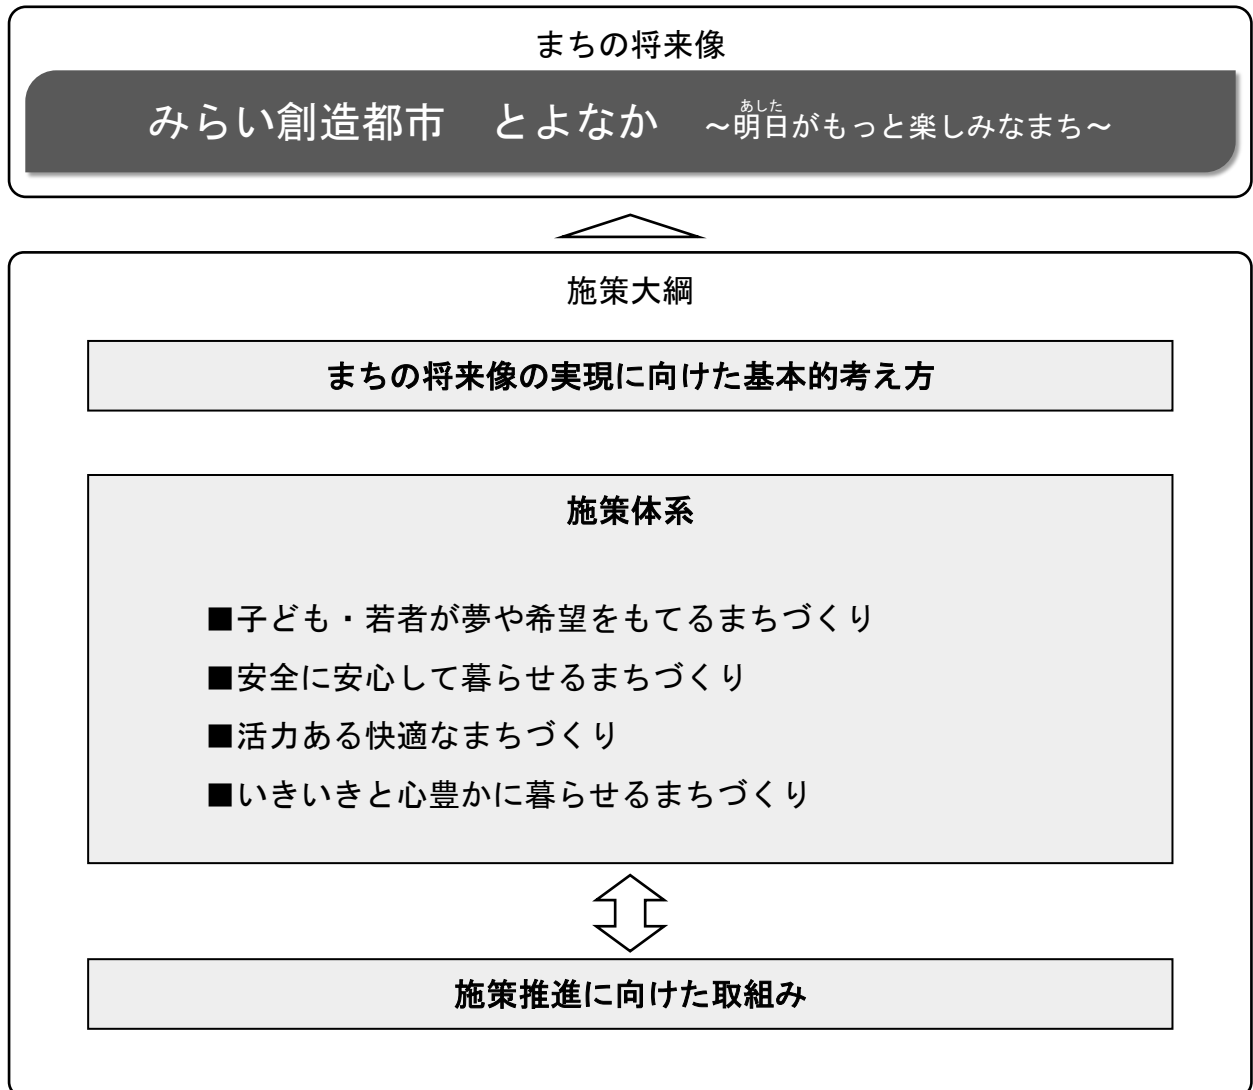 まちの将来像
みらい創造都市　とよなか　～明日がもっと楽しみなまち～
あした
施策大綱
まちの将来像の実現に向けた基本的考え方
施策体系
■子ども・若者が夢や希望をもてるまちづくり
■安全に安心して暮らせるまちづくり
■活力ある快適なまちづくり
■いきいきと心豊かに暮らせるまちづくり
施策推進に向けた取組み